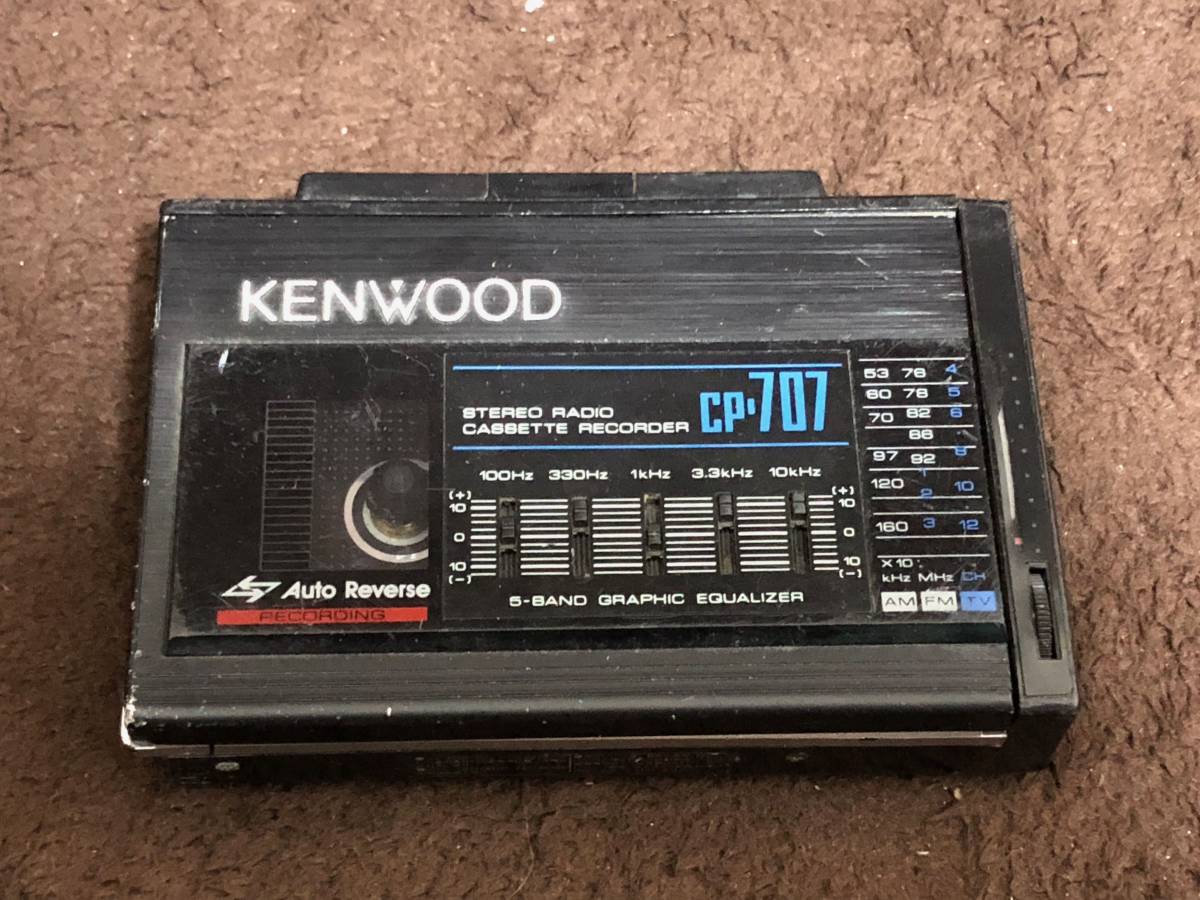 KENWOOD
STEREO RADIO
CASSETTE RECORDER CP-707
100Hz 330Hz 1kHz 3.3kHz 10kHz
(+) (+)
10 10
0 0
10 10
(-) (-)
5-BAND GRAPHIC EQUALIZER
Auto Reverse
RECORDING
53 76 4
60 78 5
70 82 6
86
97 92 8
1
120 10
2
160 3 12
X10
kHz MHz CH
AM FM TV